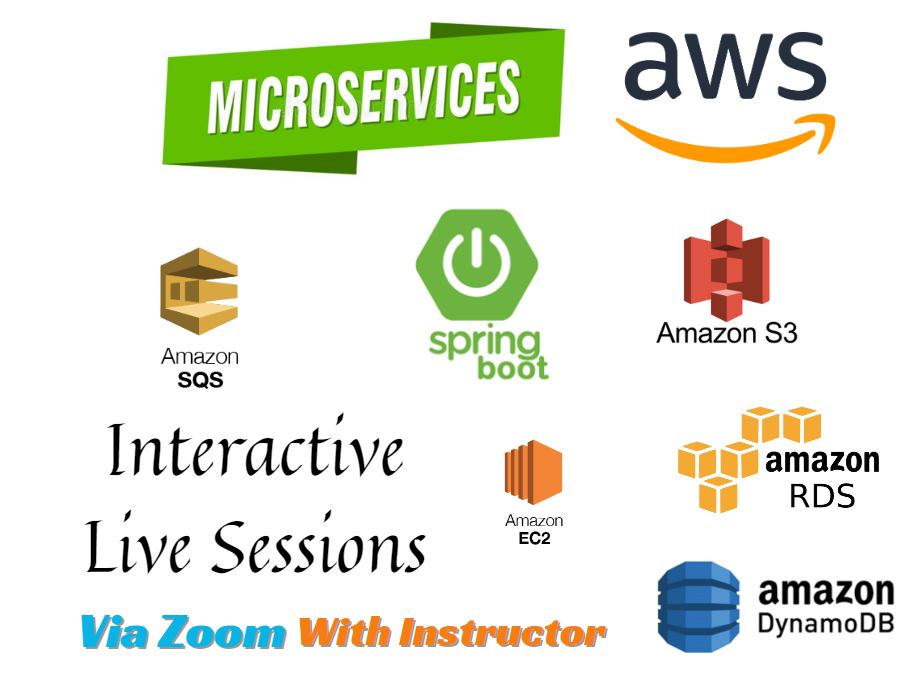 MICROSERVICES
aws
Amazon
SQS
spring
boot
Amazon S3
Interactive
Live Sessions
Amazon
EC2
amazon
RDS
Via Zoom With Instructor
amazon
DynamoDB